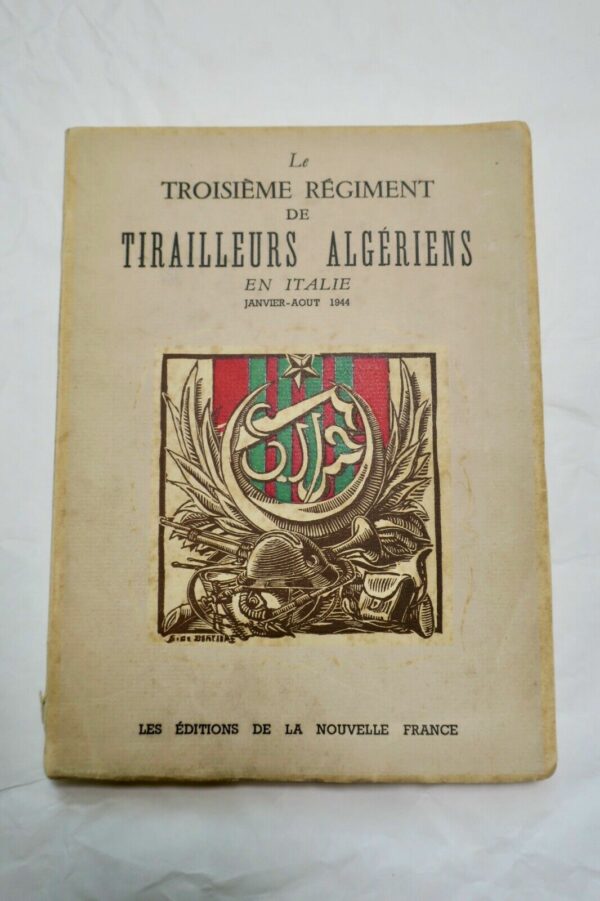 Le
TROISIÈME RÉGIMENT
DE
TIRAILLEURS ALGÉRIENS
EN ITALIE
JANVIER-AOUT 1944
LES ÉDITIONS DE LA NOUVELLE FRANCE